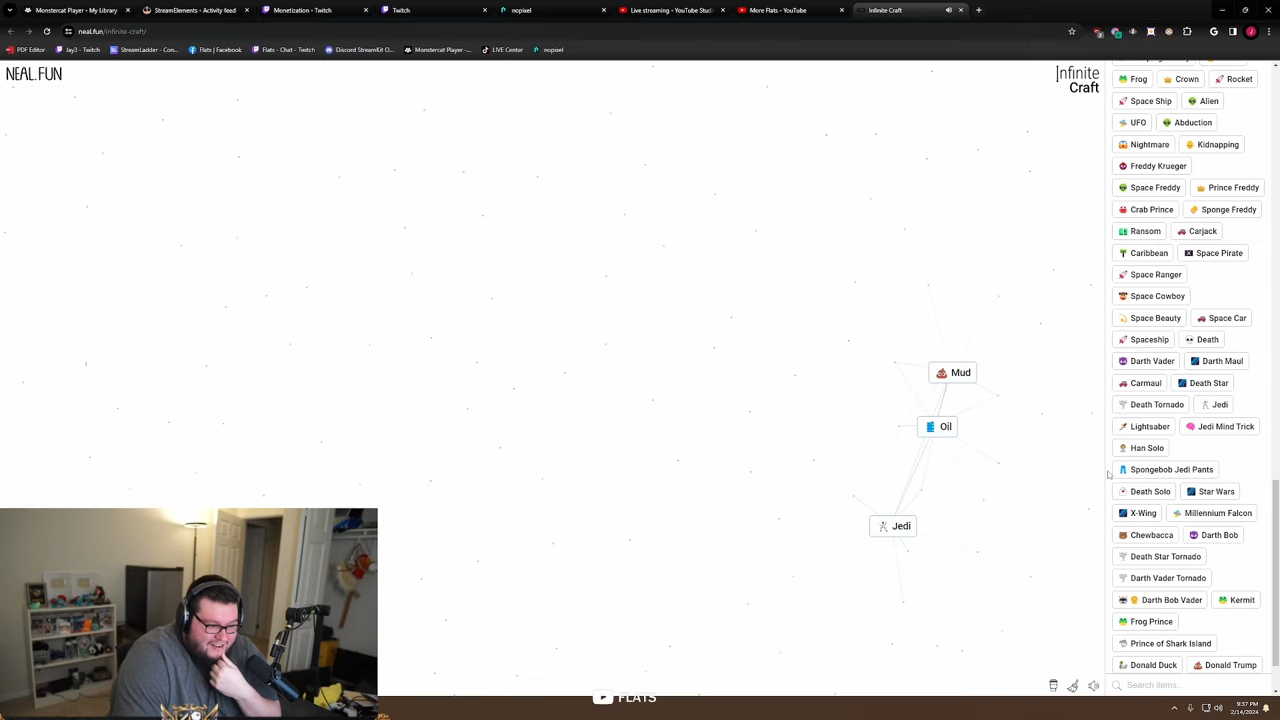 Monstercat Player - My Library
StreamElements - Activity feed
Monetization - Twitch
Twitch
nopixel
Live streaming - YouTube Stud
More Flats - YouTube
Infinite Craft
neal.fun/infinite-craft/
PDF Editor
Jay3 - Twitch
StreamLadder - Con...
Flats | Facebook
Flats - Chat - Twitch
Discord StreamKit O...
Monstercat Player -...
LIVE Center
nopixel
NEAL.FUN
Infinite
Craft
Frog
Crown
Rocket
Space Ship
Alien
UFO
Abduction
Nightmare
Kidnapping
Freddy Krueger
Space Freddy
Prince Freddy
Crab Prince
Sponge Freddy
Ransom
Carjack
Caribbean
Space Pirate
Space Ranger
Space Cowboy
Space Beauty
Space Car
Spaceship
Death
Darth Vader
Darth Maul
Carmaul
Death Star
Death Tornado
Jedi
Lightsaber
Jedi Mind Trick
Han Solo
Spongebob Jedi Pants
Death Solo
Star Wars
X-Wing
Millennium Falcon
Chewbacca
Darth Bob
Death Star Tornado
Darth Vader Tornado
Darth Bob Vader
Kermit
Frog Prince
Prince of Shark Island
Donald Duck
Donald Trump
Mud
Oil
Jedi
Search items...
FLATS
9:37 PM
2/14/2024